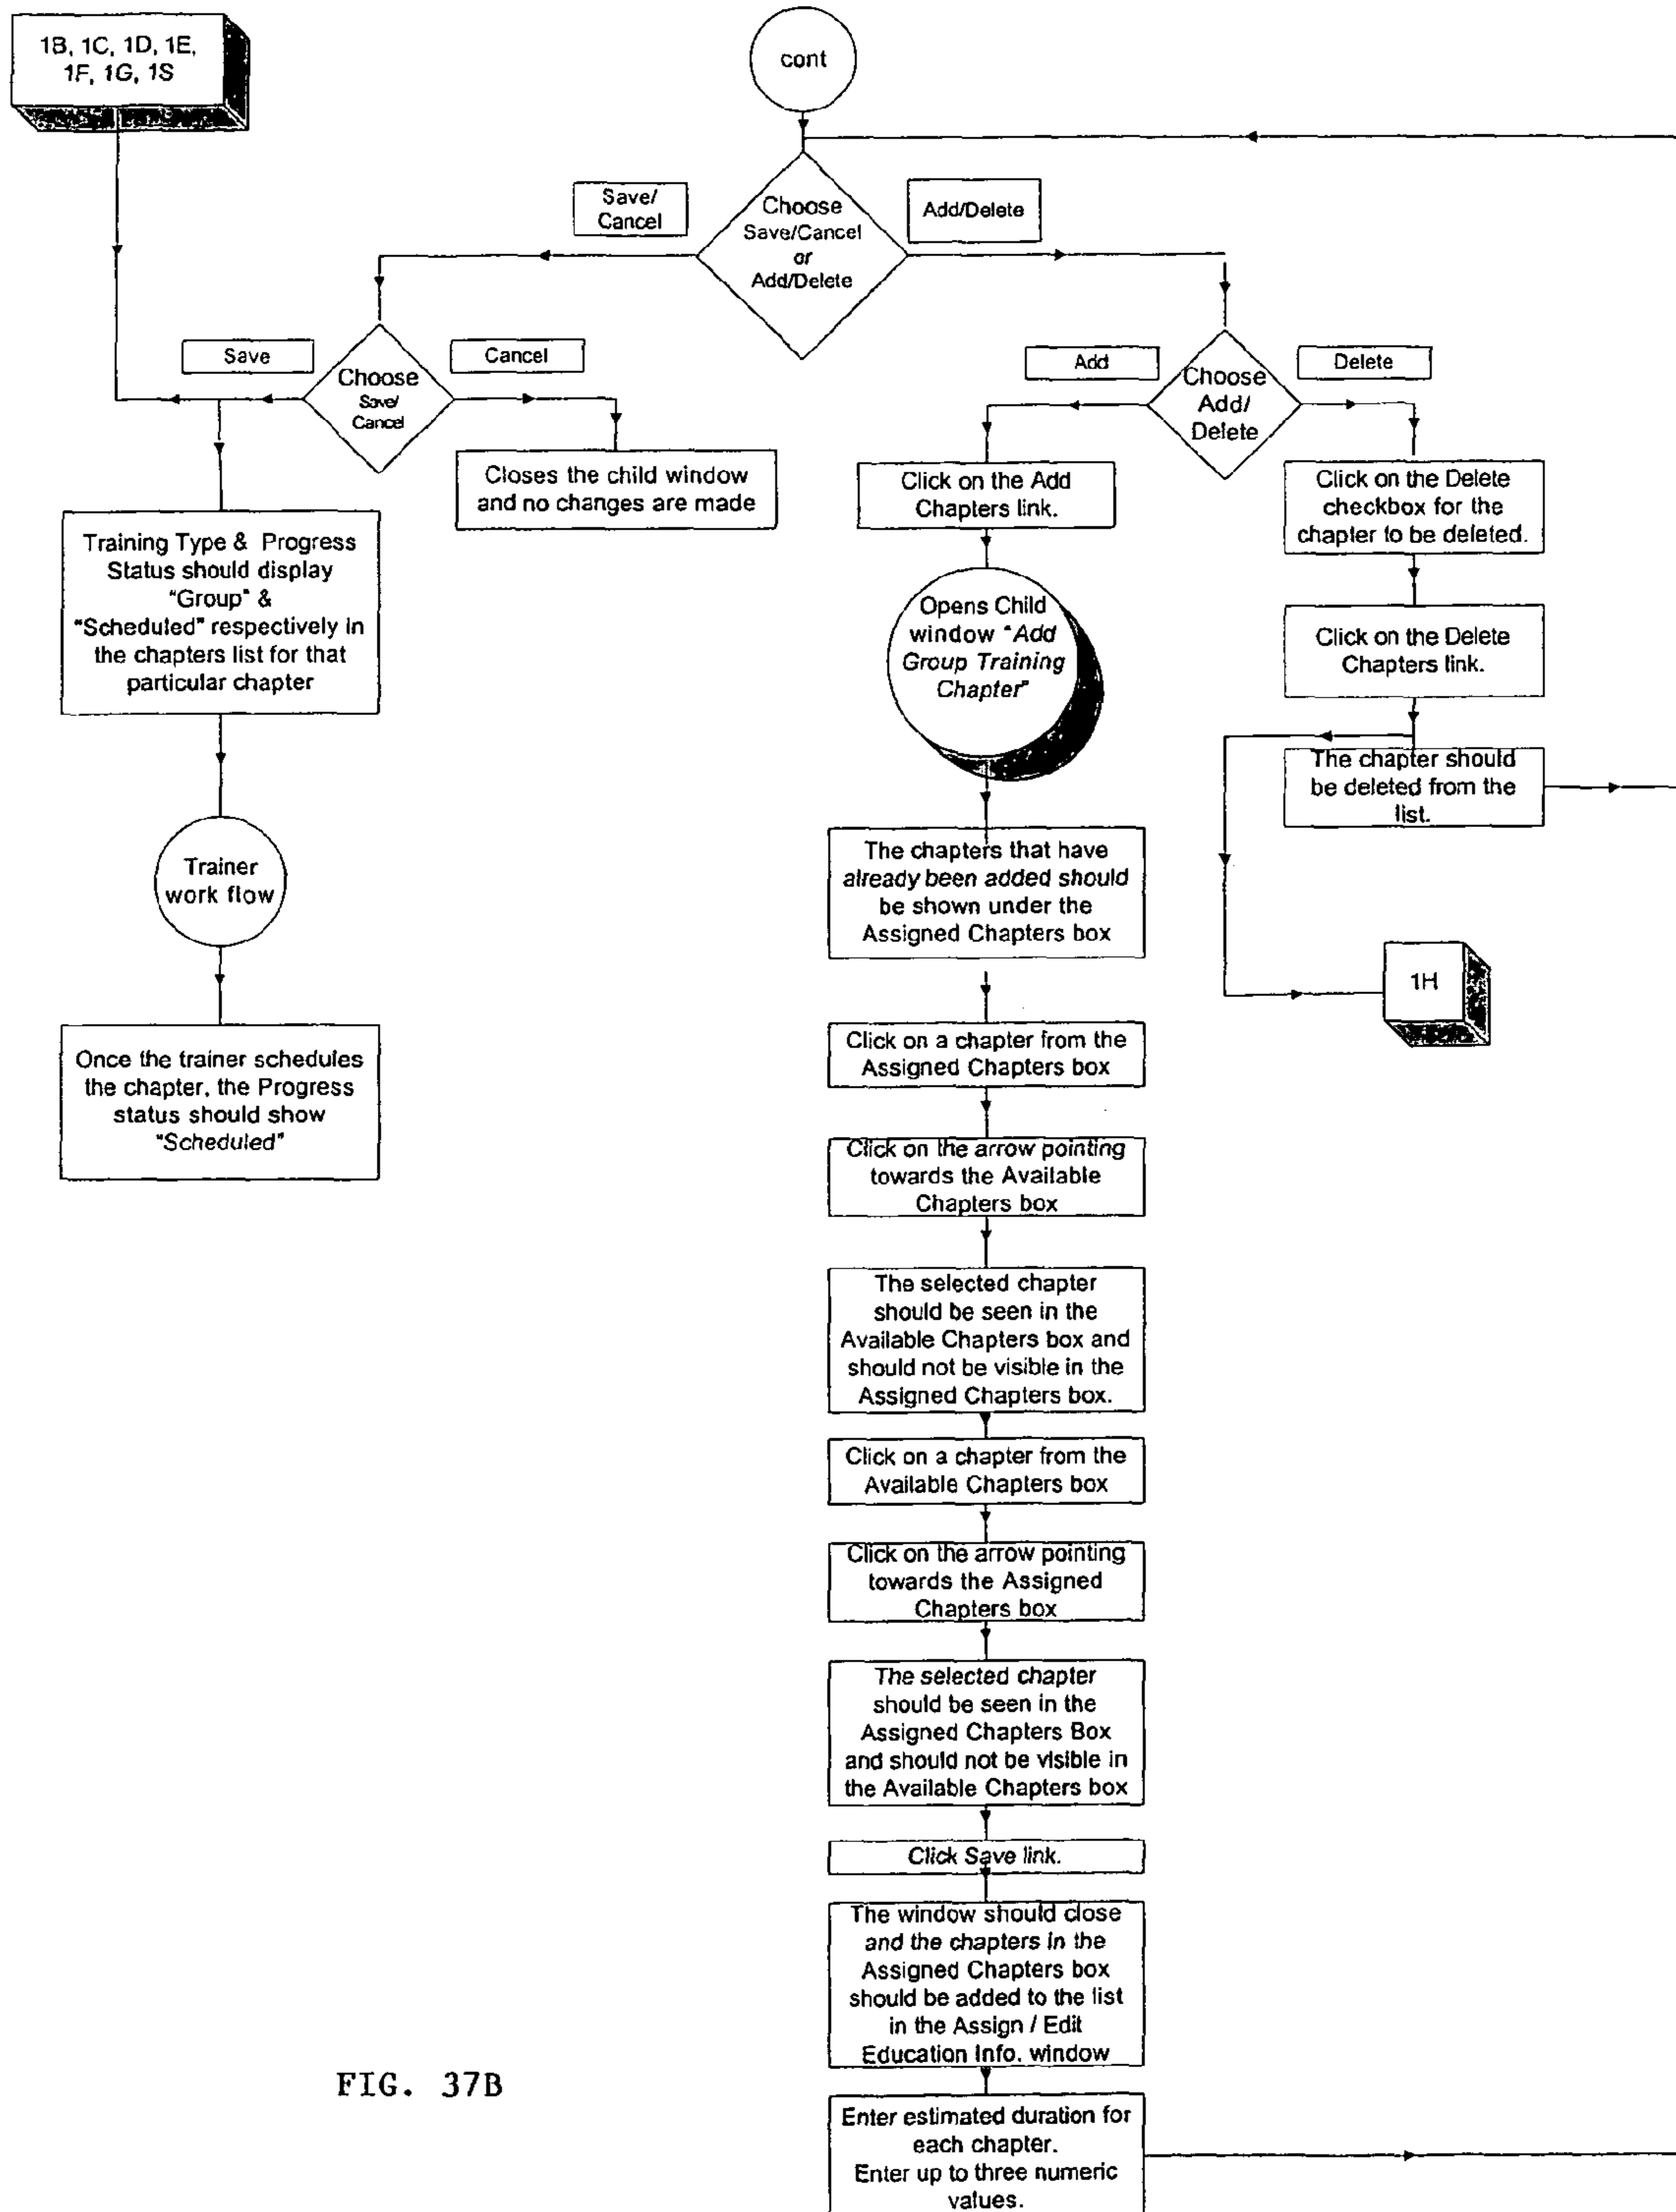 1B, 1C, 1D, 1E,
1F, 1G, 1S
cont
Save/
Cancel
Choose
Save/Cancel
or
Add/Delete
Add/Delete
Save
Choose
Save/
Cancel
Cancel
Add
Choose
Add/
Delete
Delete
Closes the child window
and no changes are made
Training Type & Progress
Status should display
"Group" &
"Scheduled" respectively in
the chapters list for that
particular chapter
Trainer
work flow
Once the trainer schedules
the chapter, the Progress
status should show
"Scheduled"
Click on the Add
Chapters link.
Opens Child
window "Add
Group Training
Chapter"
The chapters that have
already been added should
be shown under the
Assigned Chapters box
Click on a chapter from the
Assigned Chapters box
Click on the arrow pointing
towards the Available
Chapters box
The selected chapter
should be seen in the
Available Chapters box and
should not be visible in the
Assigned Chapters box.
Click on a chapter from the
Available Chapters box
Click on the arrow pointing
towards the Assigned
Chapters box
The selected chapter
should be seen in the
Assigned Chapters Box
and should not be visible in
the Available Chapters box
Click Save link.
The window should close
and the chapters in the
Assigned Chapters box
should be added to the list
in the Assign / Edit
Education Info. window
Enter estimated duration for
each chapter.
Enter up to three numeric
values.
Click on the Delete
checkbox for the
chapter to be deleted.
Click on the Delete
Chapters link.
The chapter should
be deleted from the
list.
1H
FIG. 37B